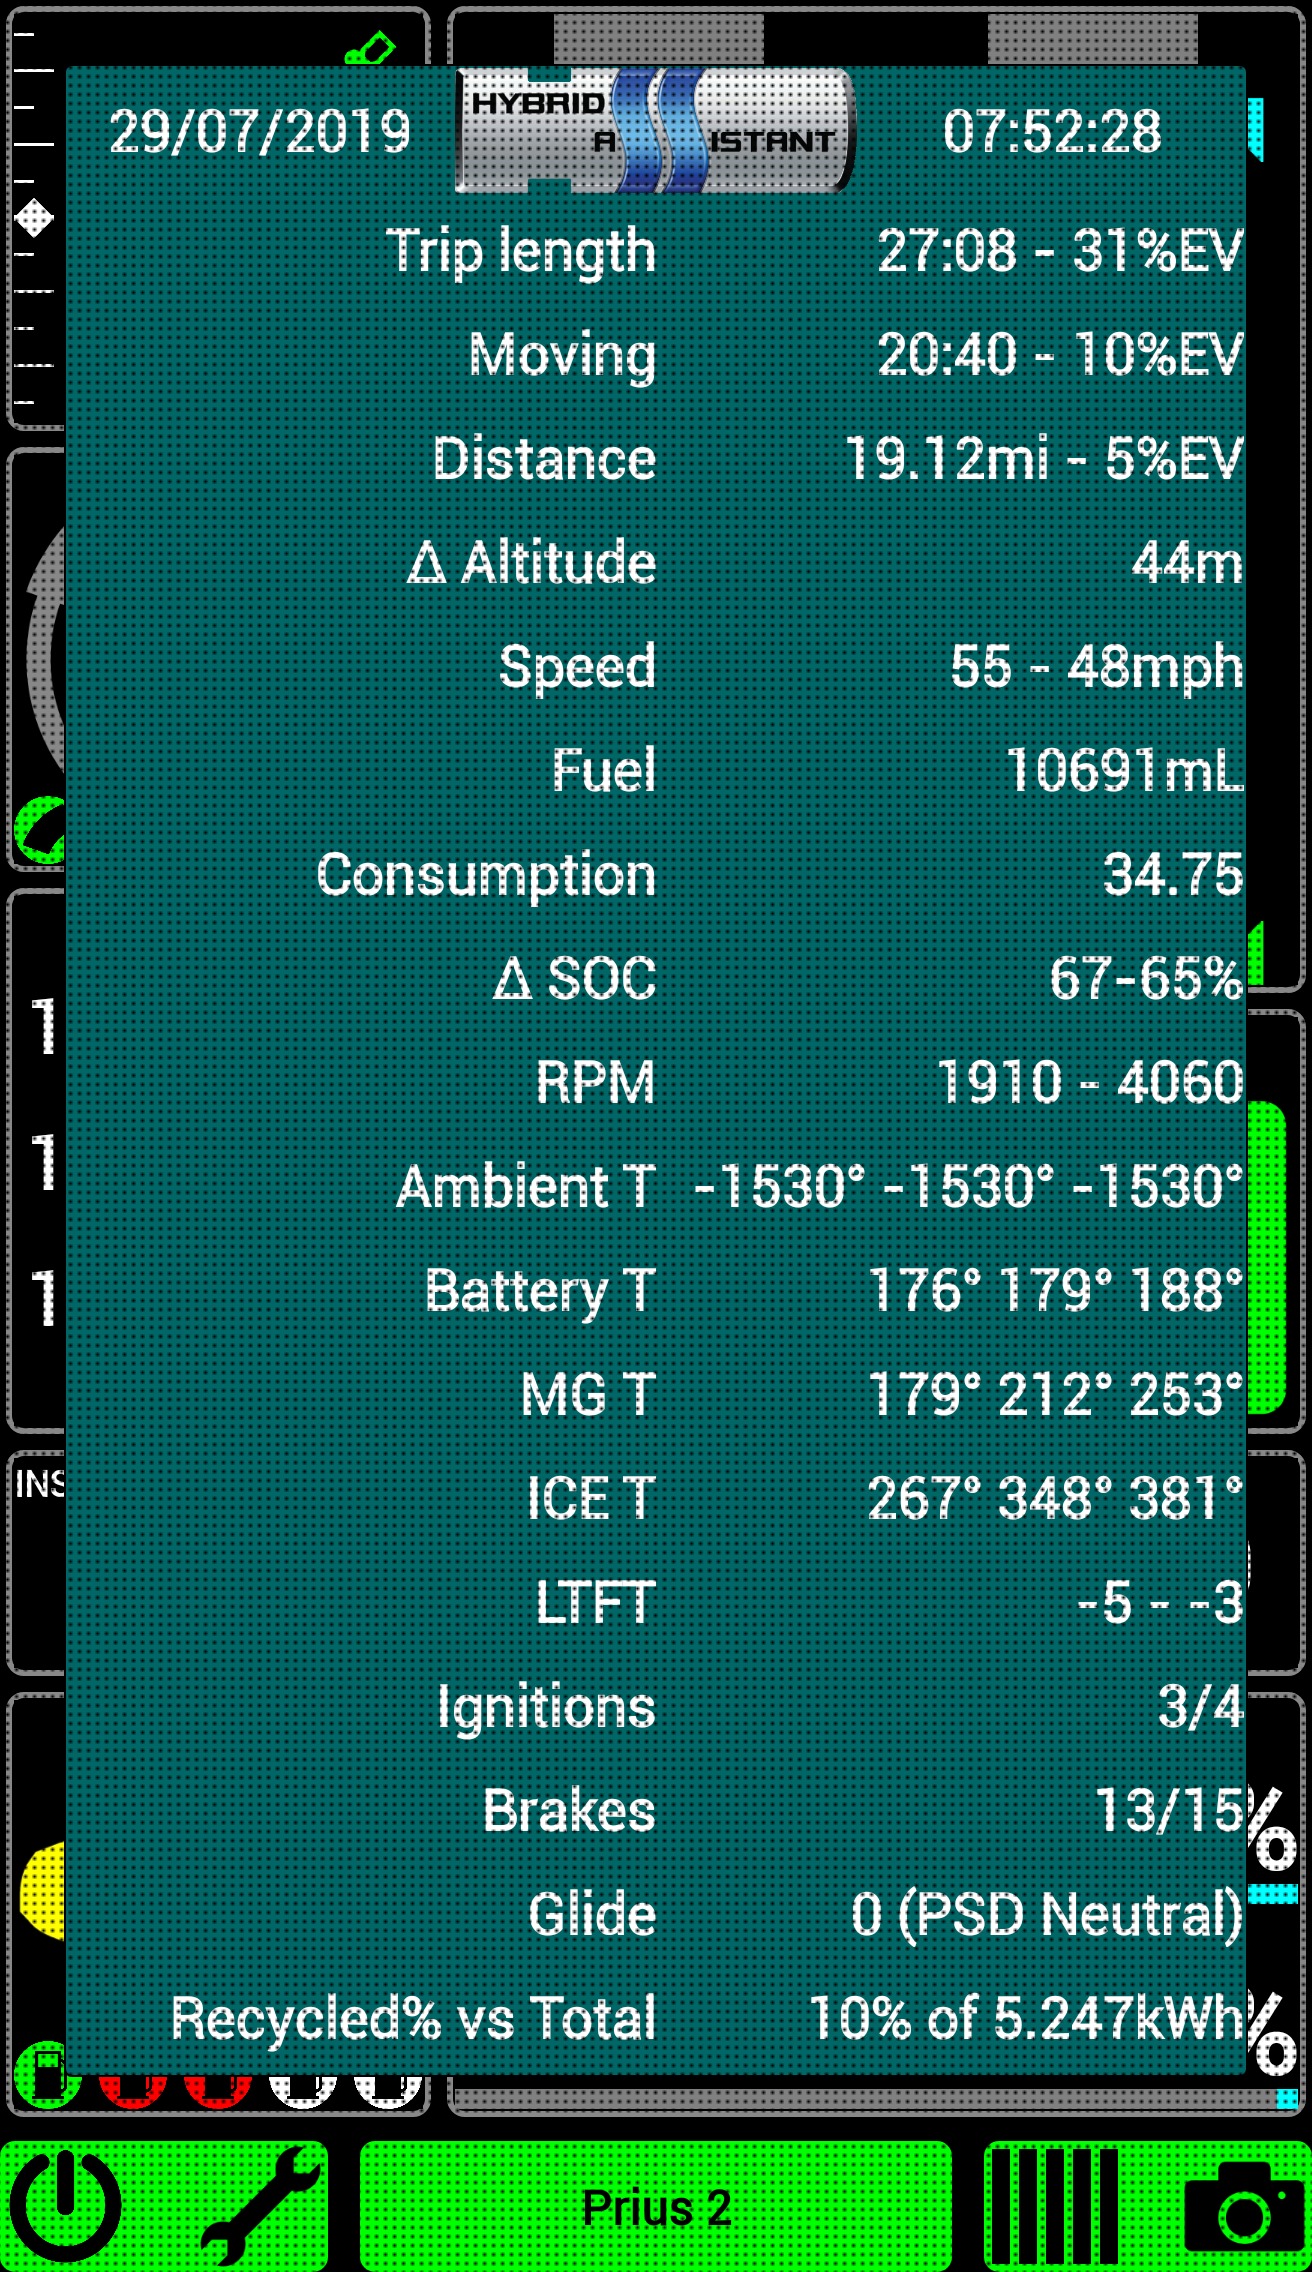 29/07/2019
HYBRID
A
ISTANT
07:52:28
Trip length 27:08 - 31%EV
Moving 20:40 - 10%EV
Distance 19.12mi - 5%EV
Δ Altitude 44m
Speed 55 - 48mph
Fuel 10691mL
Consumption 34.75
Δ SOC 67-65%
1
RPM 1910 - 4060
1
Ambient T -1530° -1530° -1530°
1
Battery T 176° 179° 188°
MG T 179° 212° 253°
INS
ICE T 267° 348° 381°
LTFT -5 - -3
Ignitions 3/4
Brakes 13/15
%
Glide 0 (PSD Neutral)
Recycled% vs Total 10% of 5.247kWh
%
Prius 2